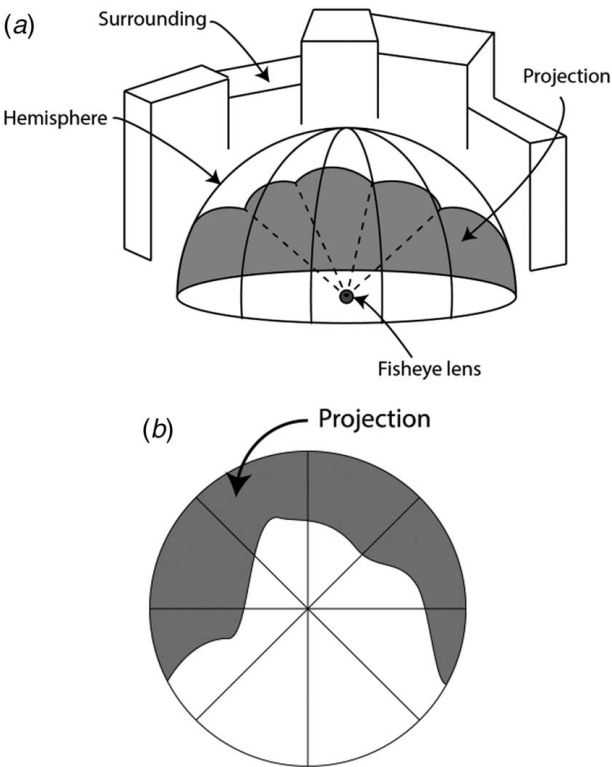 (a)
Surrounding
Projection
Hemisphere
Fisheye lens
(b)
Projection